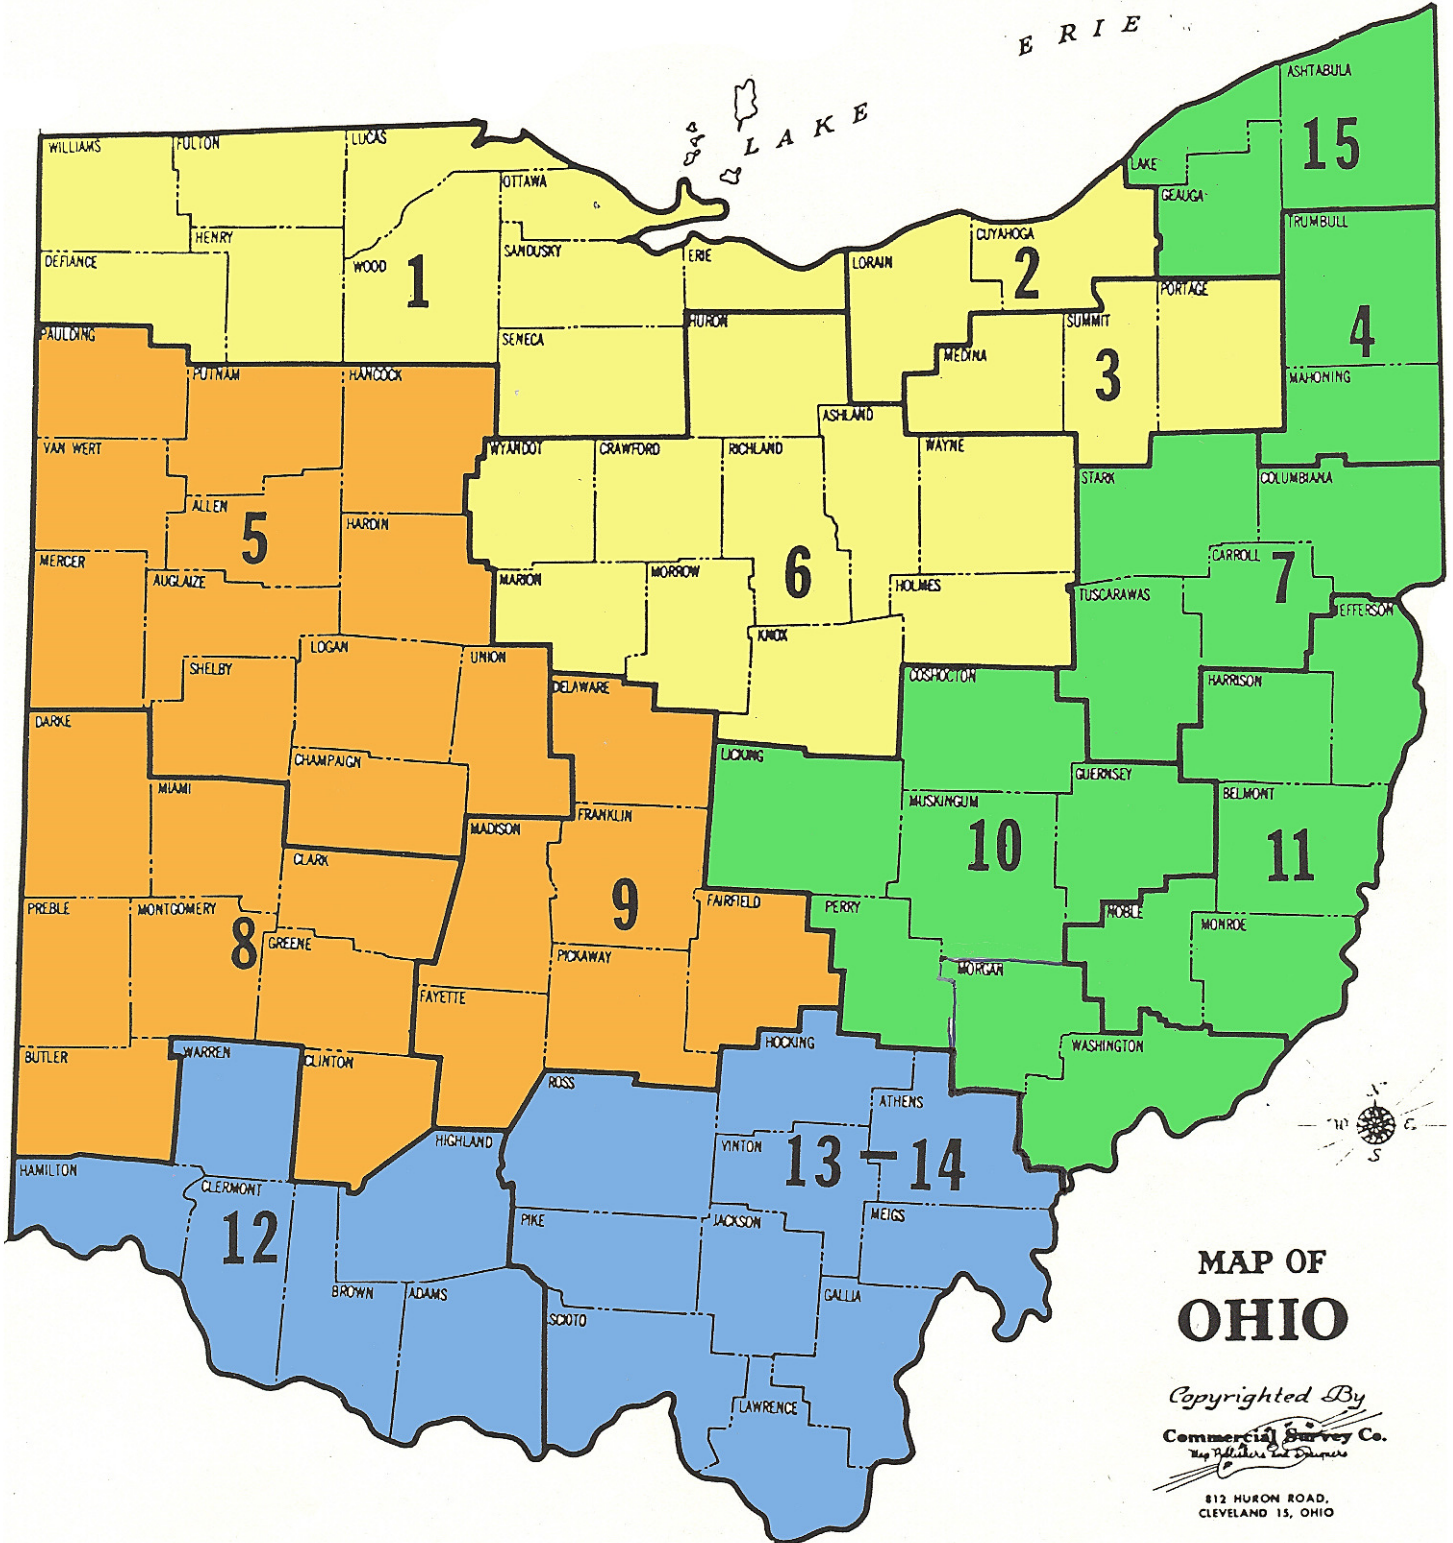 ERIE
LAKE
ASHTABULA
15
WILLIAMS
FULTON
LUCAS
LAKE
GEAUGA
OTTAWA
TRUMBULL
HENRY
CUYAHOGA
DEFIANCE
WOOD
1
SANDUSKY
ERIE
LORAIN
2
PORTAGE
PAULDING
SENECA
HURON
SUMMIT
4
MEDINA
3
PUTNAM
HANCOCK
MAHONING
ASHLAND
VAN WERT
WYANDOT
CRAWFORD
RICHLAND
WAYNE
STARK
COLUMBIANA
ALLEN
5
HARDIN
MERCER
AUGLAIZE
MARION
MORROW
6
HOLMES
CARROLL
7
TUSCARAWAS
JEFFERSON
KNOX
LOGAN
UNION
SHELBY
DELAWARE
COSHOCTON
HARRISON
DARKE
CHAMPAIGN
LICKING
GUERNSEY
MIAMI
MUSKINGUM
BELMONT
MADISON
FRANKLIN
10
11
CLARK
PREBLE
MONTGOMERY
8
9
FAIRFIELD
PERRY
NOBLE
MONROE
GREENE
PICKAWAY
MORGAN
FAYETTE
BUTLER
WARREN
CLINTON
HOCKING
WASHINGTON
ROSS
ATHENS
N
W
E
S
HIGHLAND
VINTON
13 – 14
HAMILTON
CLERMONT
12
PIKE
JACKSON
MEIGS
BROWN
ADAMS
GALLIA
SCIOTO
LAWRENCE
MAP OF
OHIO
Copyrighted By
Commercial Survey Co.
Map Publishers and Designers
812 HURON ROAD,
CLEVELAND 15, OHIO